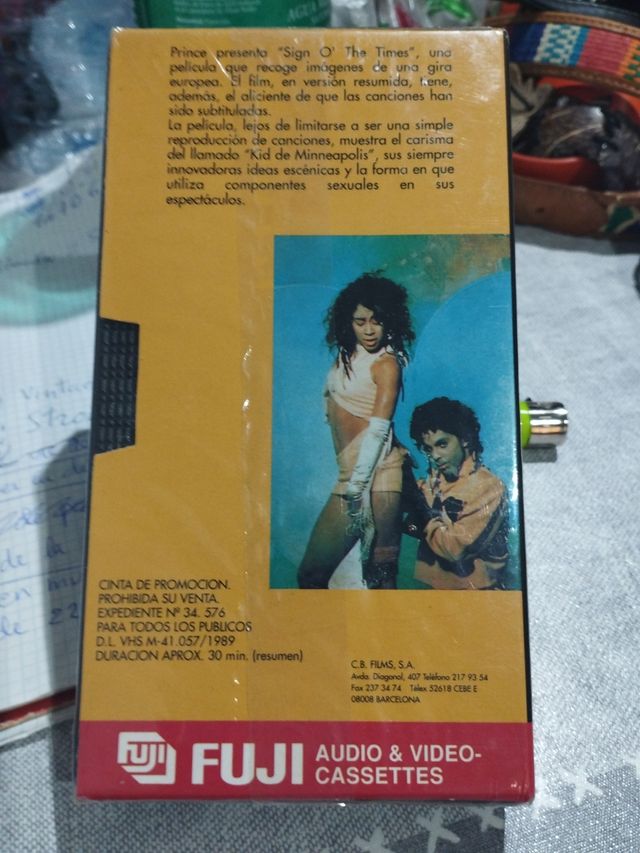 AGUA
Prince presenta "Sign O' The Times", una
película que recoge imágenes de una gira
europea. El film, en versión resumida, tiene,
además, el aliciente de que las canciones han
sido subtituladas.
La película, lejos de limitarse a ser una simple
reproducción de canciones, muestra el carisma
del llamado "Kid de Minneapolis", sus siempre
innovadoras ideas escénicas y la forma en que
utiliza componentes sexuales en sus
espectáculos.
CINTA DE PROMOCION.
PROHIBIDA SU VENTA.
EXPEDIENTE Nº 34. 576
PARA TODOS LOS PUBLICOS
D.L. VHS M-41.057/1989
DURACION APROX. 30 min. (resumen)
C.B. FILMS, S.A.
Avda. Diagonal, 407 Teléfono 217 93 54
Fax 237 34 74 Télex 52618 CEBE E
08008 BARCELONA
FUJI
FUJI AUDIO & VIDEO-
CASSETTES
de la
de 22